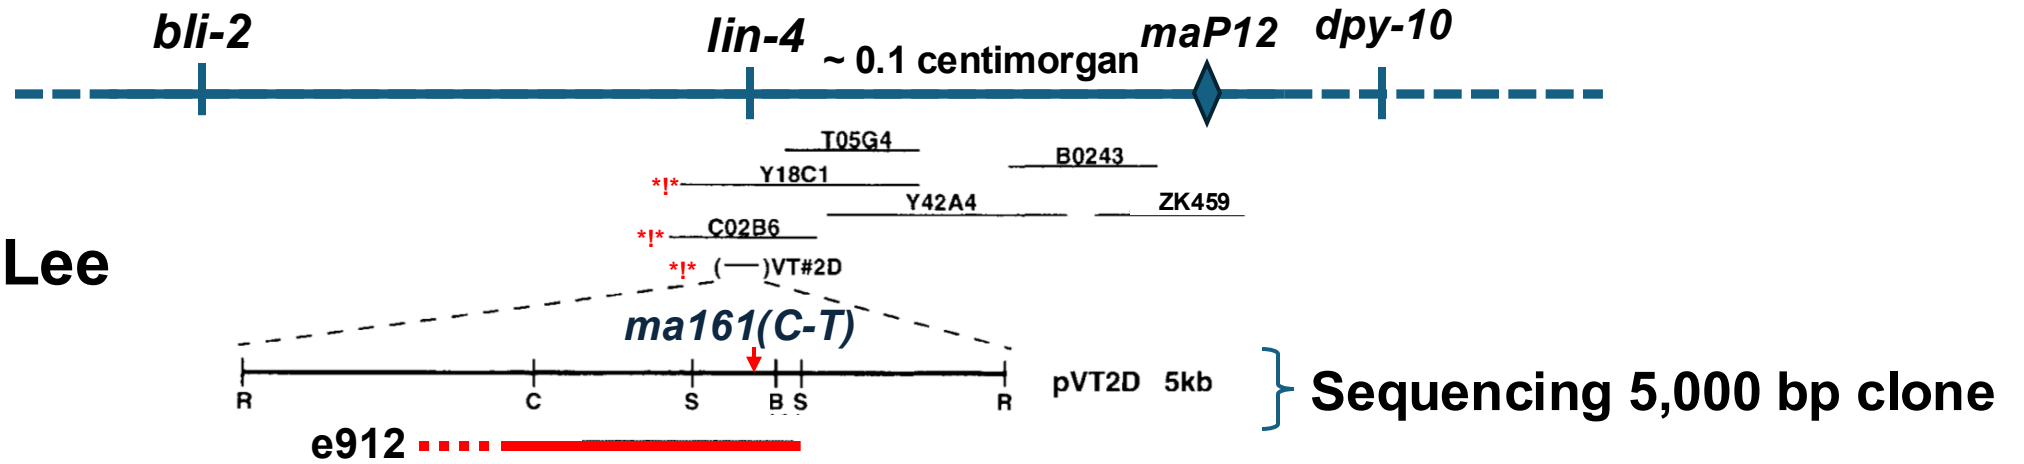 bli-2
lin-4
~ 0.1 centimorgan
maP12
dpy-10
T05G4
B0243
*!* Y18C1
Y42A4
ZK459
*!* C02B6
Lee
*!* (—)VT#2D
ma161(C-T)
R C S B S R
pVT2D 5kb
Sequencing 5,000 bp clone
e912